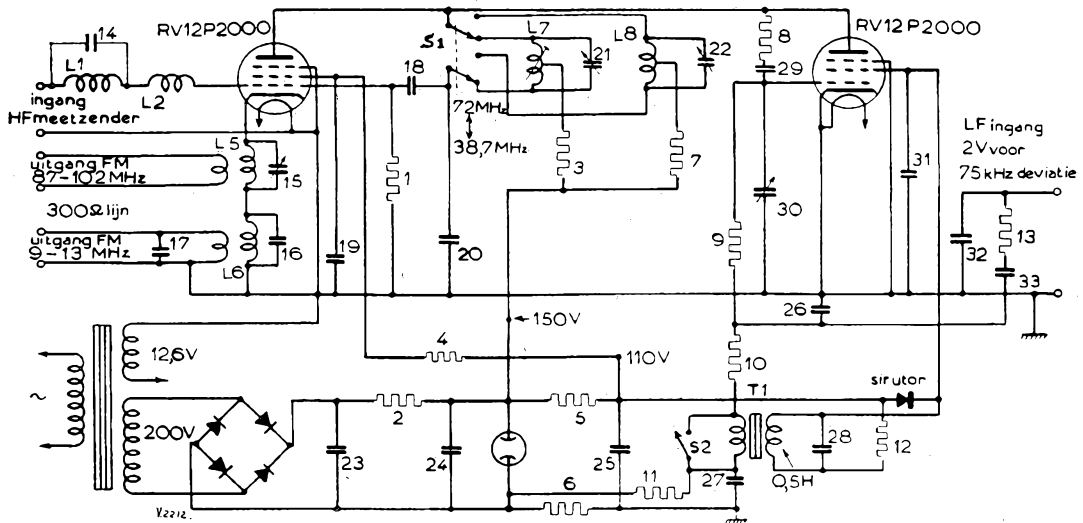 RV12P2000
14
L1
L2
ingang
HF meetzender
S1
18
72MHz
38,7MHz
L7
21
L8
22
8
29
RV12P2000
L5
uitgang FM
87-102 MHz
15
300Ω lijn
uitgang FM
9-13 MHz
17
L6
16
19
1
20
3
7
9
30
31
LF ingang
2V voor
75 kHz deviatie
32
13
33
26
150V
4
110V
10
T1
sirutor
12,6V
~
200V
2
5
23
24
25
S2
27
28
12
0,5H
6
11
V.2212.